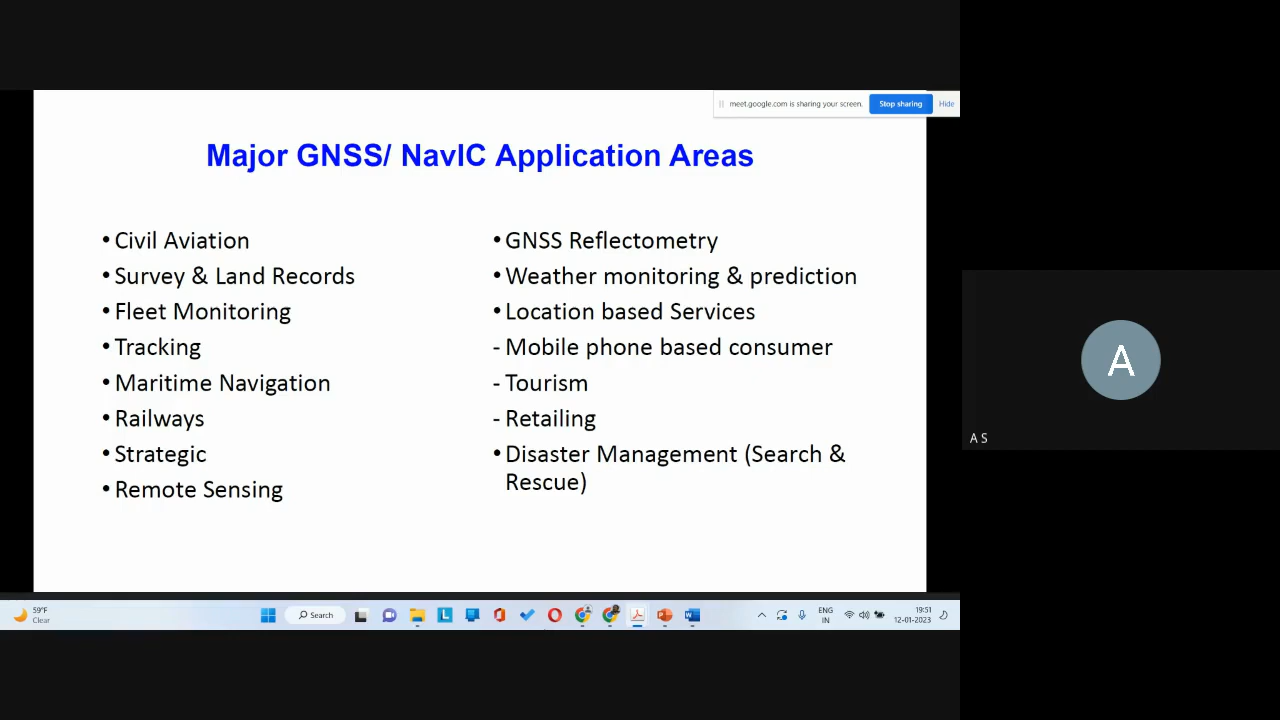 meet.google.com is sharing your screen. Stop sharing Hide
Major GNSS/ NavIC Application Areas
• Civil Aviation
• Survey & Land Records
• Fleet Monitoring
• Tracking
• Maritime Navigation
• Railways
• Strategic
• Remote Sensing
• GNSS Reflectometry
• Weather monitoring & prediction
• Location based Services
- Mobile phone based consumer
- Tourism
- Retailing
• Disaster Management (Search &
Rescue)
A
A S
59°F
Clear
Search
ENG
IN
19:51
12-01-2023